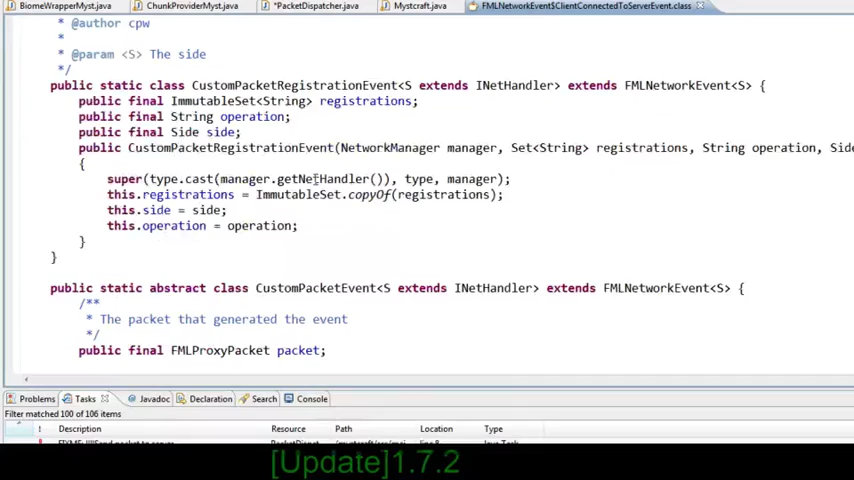 BiomeWrapperMyst.java ChunkProviderMyst.java *PacketDispatcher.java Mystcraft.java FMLNetworkEvent$ClientConnectedToServerEvent.class
* @author cpw
*
* @param <S> The side
*/
public static class CustomPacketRegistrationEvent<S extends INetHandler> extends FMLNetworkEvent<S> {
public final ImmutableSet<String> registrations;
public final String operation;
public final Side side;
public CustomPacketRegistrationEvent(NetworkManager manager, Set<String> registrations, String operation, Side
{
super(type.cast(manager.getNetHandler()), type, manager);
this.registrations = ImmutableSet.copyOf(registrations);
this.side = side;
this.operation = operation;
}
}
public static abstract class CustomPacketEvent<S extends INetHandler> extends FMLNetworkEvent<S> {
/**
* The packet that generated the event
*/
public final FMLProxyPacket packet;
Problems Tasks Javadoc Declaration Search Console
Filter matched 100 of 106 items
! Description Resource Path Location Type
[Update]1.7.2